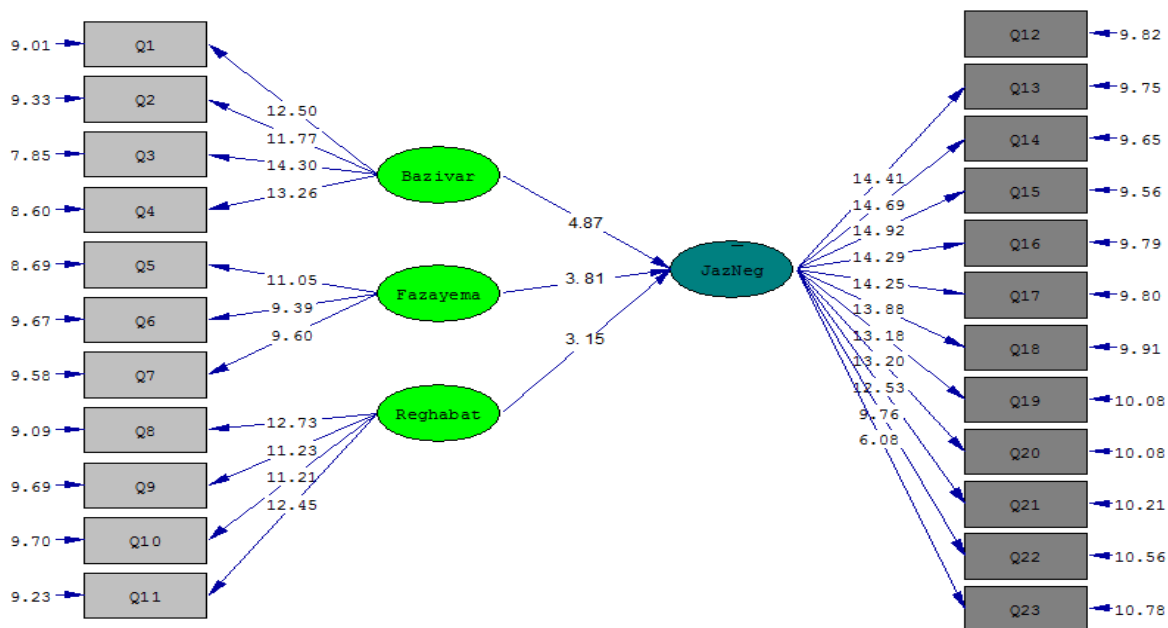 9.01 Q1
9.33 Q2
7.85 Q3
8.60 Q4
8.69 Q5
9.67 Q6
9.58 Q7
9.09 Q8
9.69 Q9
9.70 Q10
9.23 Q11
12.50
11.77
14.30
13.26
11.05
9.39
9.60
12.73
11.23
11.21
12.45
Bazivar
Fazayema
Reghabat
4.87
3.81
3.15
JazNeg
14.41
14.69
14.92
14.29
14.25
13.88
13.18
13.20
12.53
9.76
6.08
Q12 9.82
Q13 9.75
Q14 9.65
Q15 9.56
Q16 9.79
Q17 9.80
Q18 9.91
Q19 10.08
Q20 10.08
Q21 10.21
Q22 10.56
Q23 10.78